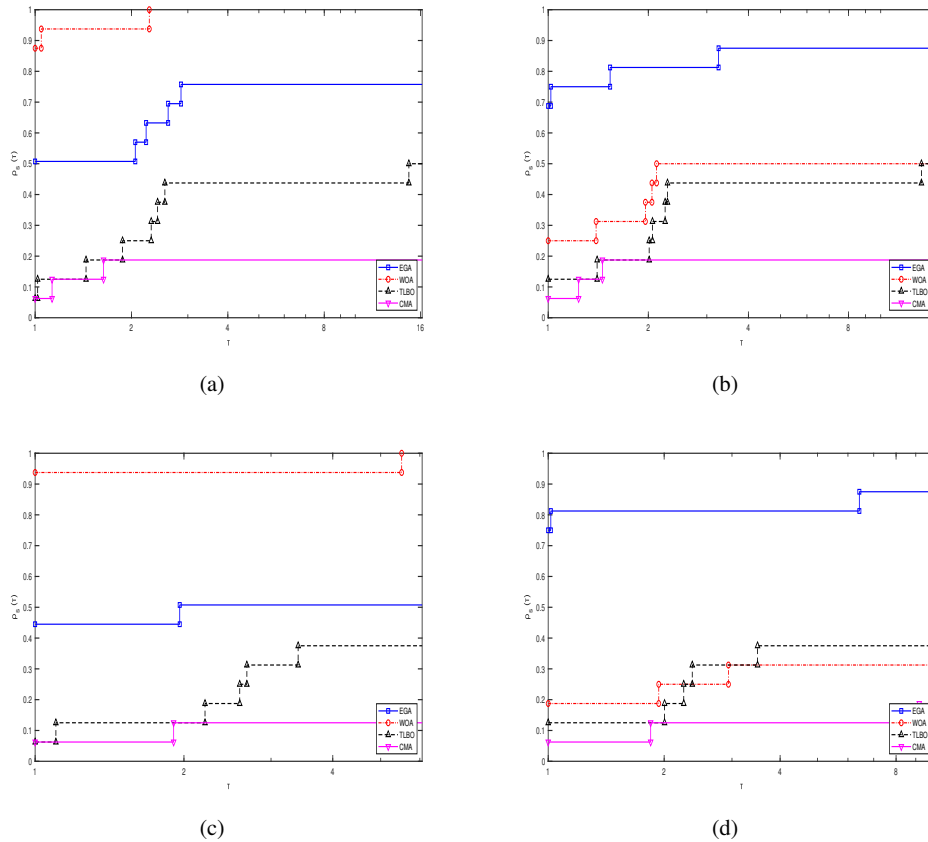 1
0.9
0.8
0.7
0.6
0.5
0.4
0.3
0.2
0.1
0
ρ_s (τ)
1
2
4
8
16
τ
EGA
WOA
TLBO
CMA
(a)
1
0.9
0.8
0.7
0.6
0.5
0.4
0.3
0.2
0.1
0
ρ_s (τ)
1
2
4
8
τ
EGA
WOA
TLBO
CMA
(b)
1
0.9
0.8
0.7
0.6
0.5
0.4
0.3
0.2
0.1
0
ρ_s (τ)
1
2
4
τ
EGA
WOA
TLBO
CMA
(c)
1
0.9
0.8
0.7
0.6
0.5
0.4
0.3
0.2
0.1
0
ρ_s (τ)
1
2
4
8
τ
EGA
WOA
TLBO
CMA
(d)